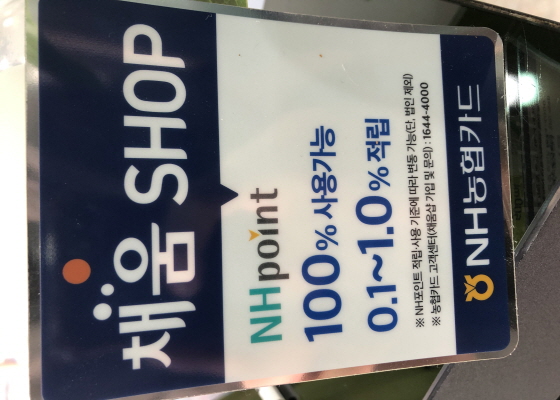 채움 SHOP
NHpoint
100% 사용가능
0.1~1.0% 적립
※ NH포인트 적립·사용 기준에 따라 변동 가능(단, 법인 제외)
※ 농협카드 고객센터(채움샵 가입 및 문의) : 1644-4000
NH농협카드